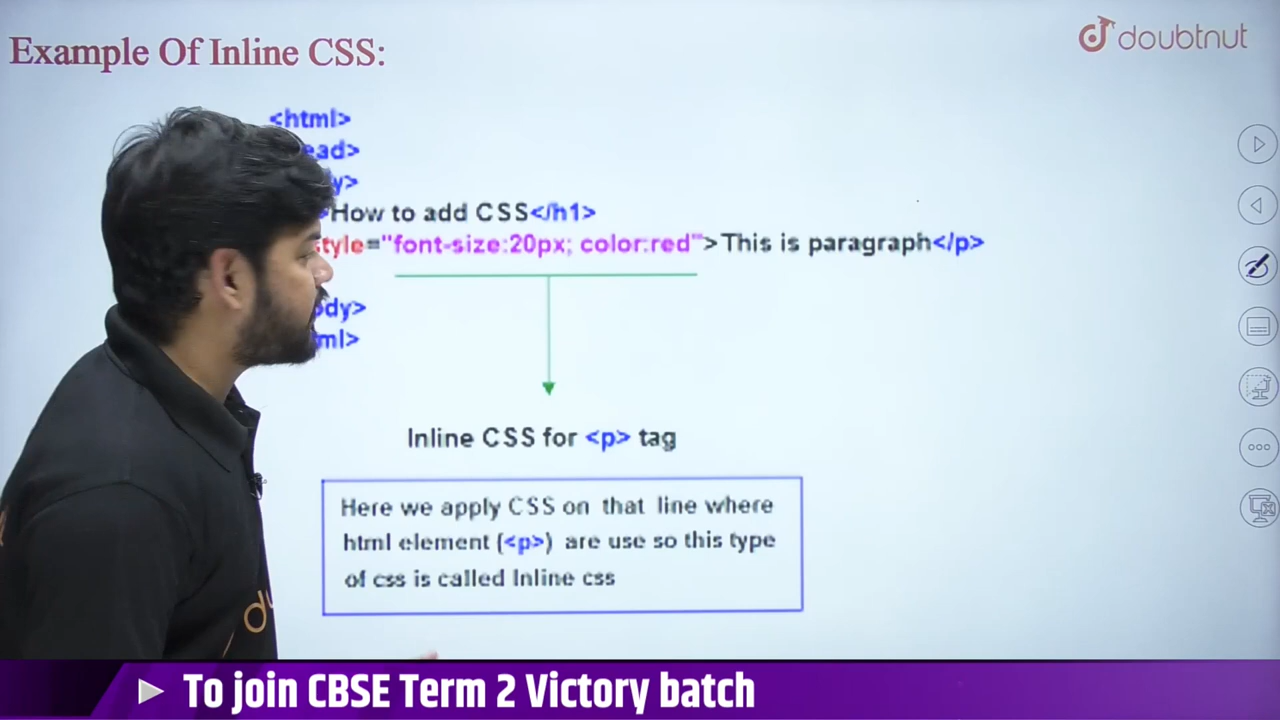 Example Of Inline CSS:
doubtnut
<html>
ead>
y>
>How to add CSS</h1>
style="font-size:20px; color:red">This is paragraph</p>
ody>
ml>
Inline CSS for <p> tag
Here we apply CSS on that line where
html element (<p>) are use so this type
of css is called Inline css
To join CBSE Term 2 Victory batch